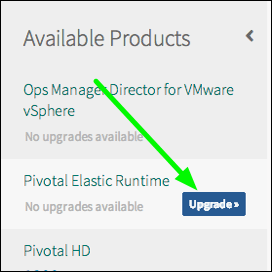 Available Products
Ops Manager Director for VMware
vSphere
No upgrades available
Pivotal Elastic Runtime
No upgrades available
Upgrade »
Pivotal HD